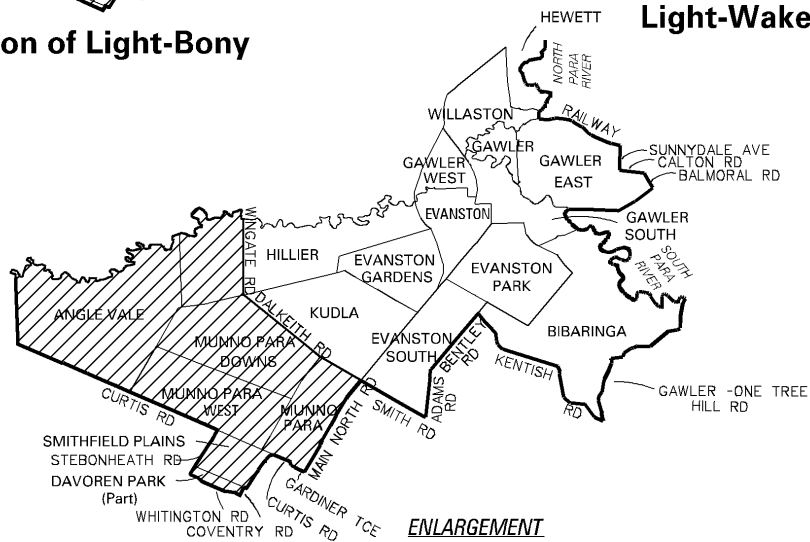 HEWETT
Light-Wake
on of Light-Bony
NORTH
PARA
RIVER
WILLASTON
RAILWAY
GAWLER
SUNNYDALE AVE
CALTON RD
BALMORAL RD
GAWLER
WEST
GAWLER
EAST
EVANSTON
GAWLER
SOUTH
WINGATE RD
HILLIER
EVANSTON
GARDENS
EVANSTON
PARK
SOUTH
PARA
RIVER
ANGLE VALE
DALKEITH RD
KUDLA
BIBARINGA
MUNNO PARA
DOWNS
EVANSTON
SOUTH
BENTLEY
RD
KENTISH
RD
MUNNO PARA
WEST
MUNNO
PARA
CURTIS RD
MAIN NORTH RD
SMITH RD
ADAMS
RD
GAWLER -ONE TREE
HILL RD
SMITHFIELD PLAINS
STEBONHEATH RD
DAVOREN PARK
(Part)
WHITINGTON RD
COVENTRY RD
CURTIS RD
GARDINER TCE
ENLARGEMENT